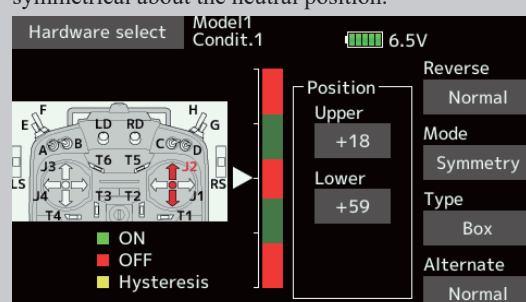 symmetrical about the neutral position.
Hardware select
Model1
Condit.1
6.5V
F
H
E
LD RD
G
A B
C D
J3
T6 T5
J2
LS
RS
J4
T3 T2
J1
T4
T1
ON
OFF
Hysteresis
Position
Upper
+18
Lower
+59
Reverse
Normal
Mode
Symmetry
Type
Box
Alternate
Normal